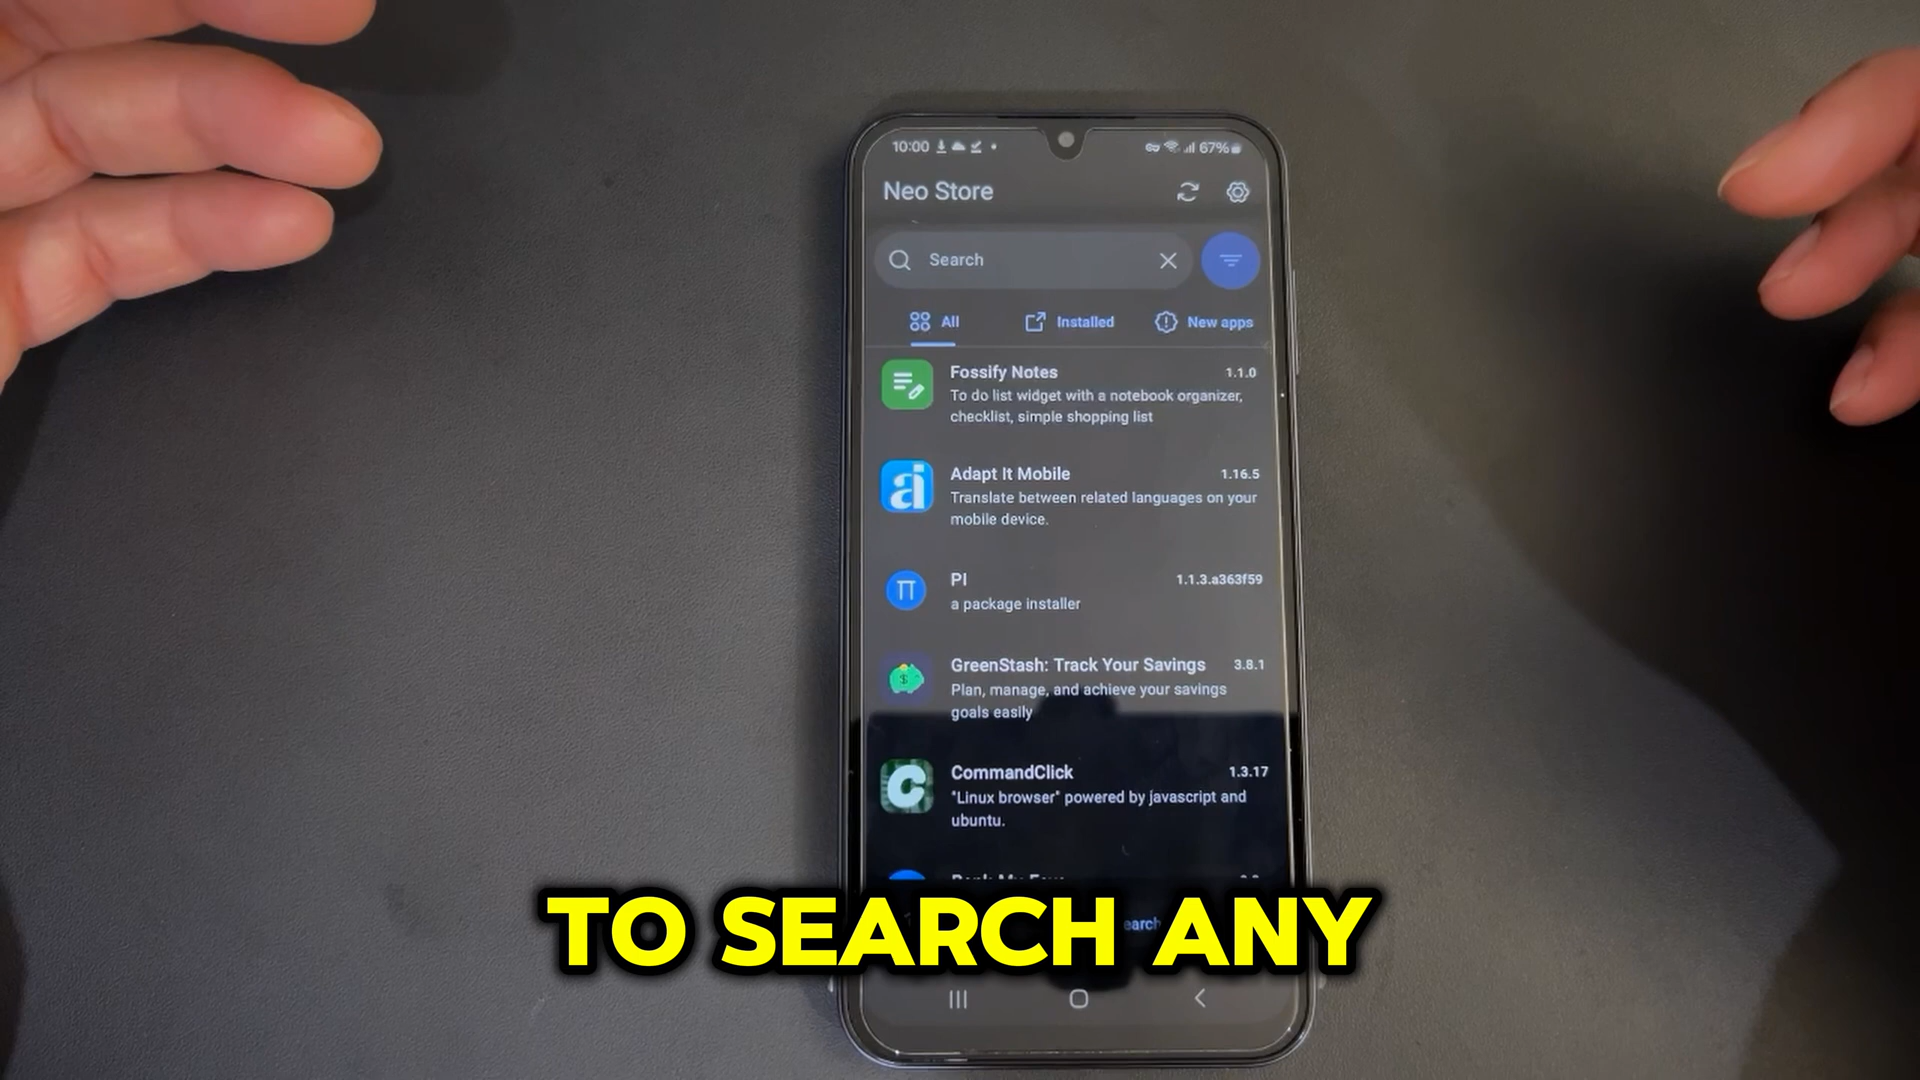 10:00
67%
Neo Store
Search
All
Installed
New apps
Fossify Notes
1.1.0
To do list widget with a notebook organizer,
checklist, simple shopping list
Adapt It Mobile
1.16.5
Translate between related languages on your
mobile device.
PI
1.1.3.a363f59
a package installer
GreenStash: Track Your Savings
3.8.1
Plan, manage, and achieve your savings
goals easily
CommandClick
1.3.17
"Linux browser" powered by javascript and
ubuntu.
TO SEARCH ANY